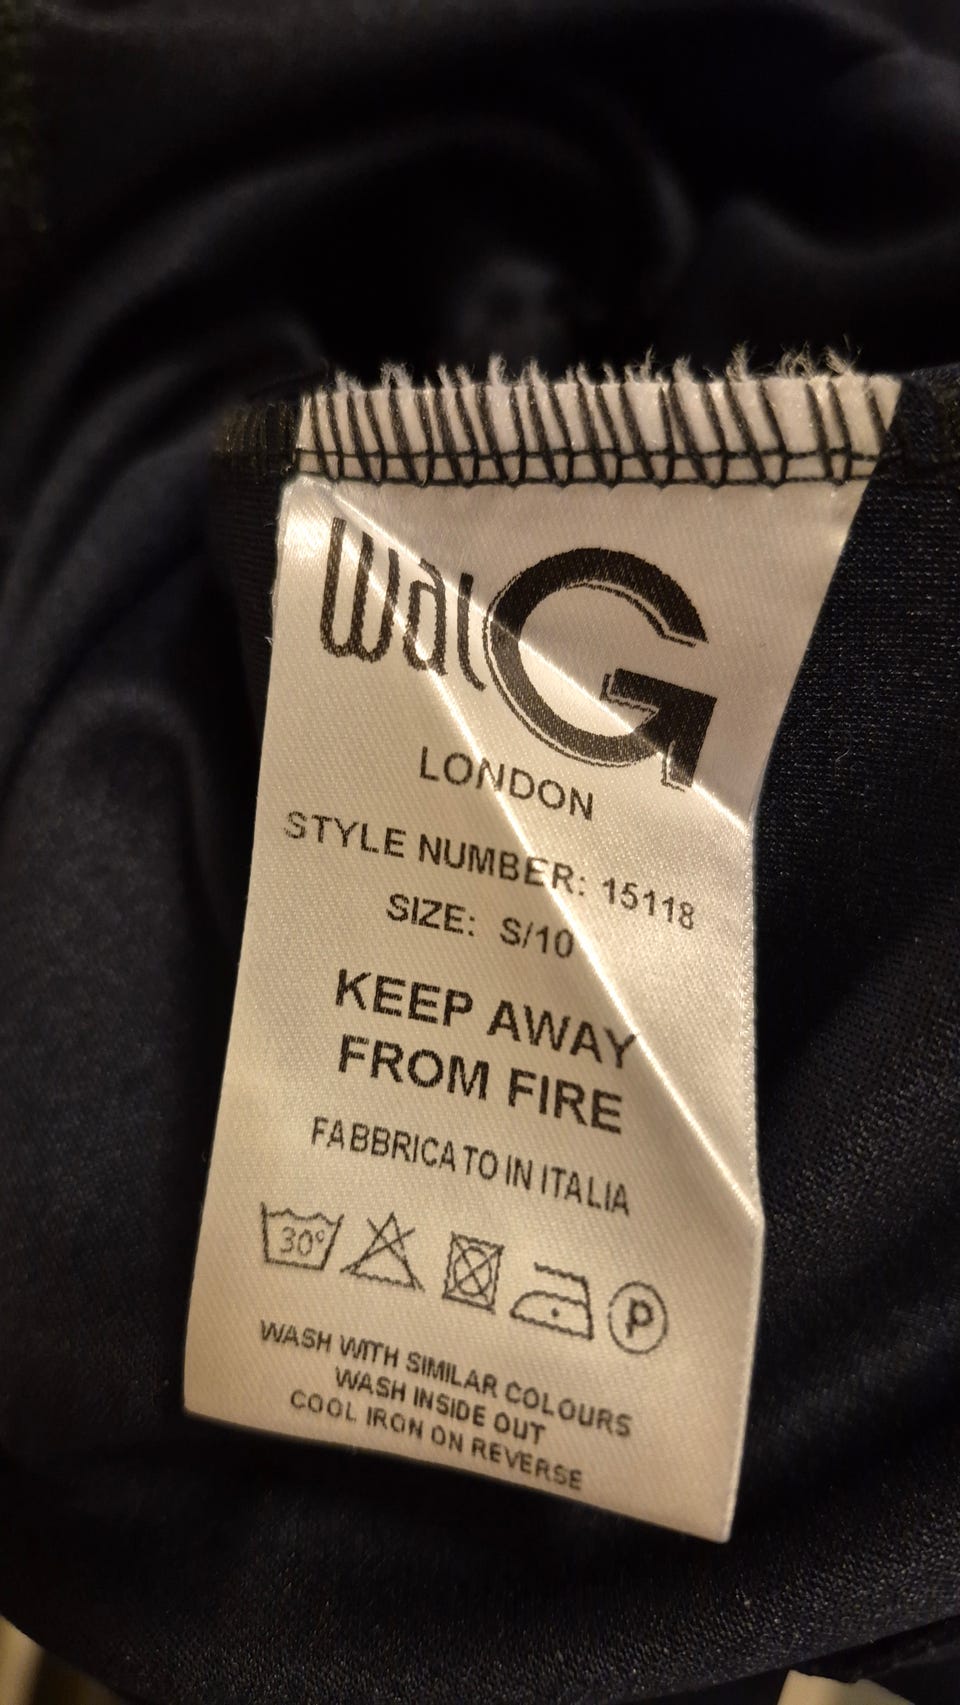 Wal G
LONDON
STYLE NUMBER: 15118
SIZE: S/10
KEEP AWAY
FROM FIRE
FABBRICATO IN ITALIA
30° P
WASH WITH SIMILAR COLOURS
WASH INSIDE OUT
COOL IRON ON REVERSE